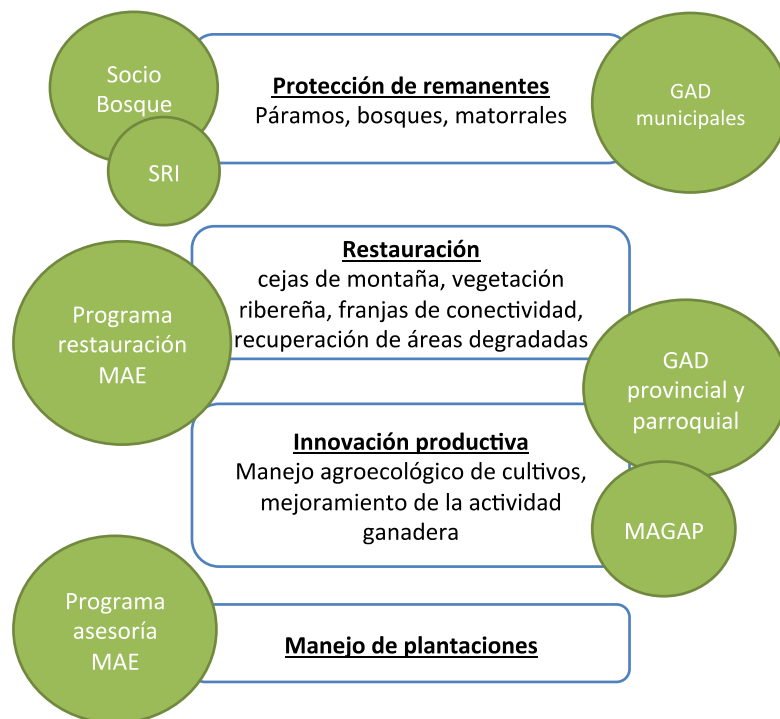 Socio
Bosque
SRI
Protección de remanentes
Páramos, bosques, matorrales
GAD
municipales
Programa
restauración
MAE
Restauración
cejas de montaña, vegetación
ribereña, franjas de conectividad,
recuperación de áreas degradadas
GAD
provincial y
parroquial
Innovación productiva
Manejo agroecológico de cultivos,
mejoramiento de la actividad
ganadera
MAGAP
Programa
asesoría
MAE
Manejo de plantaciones